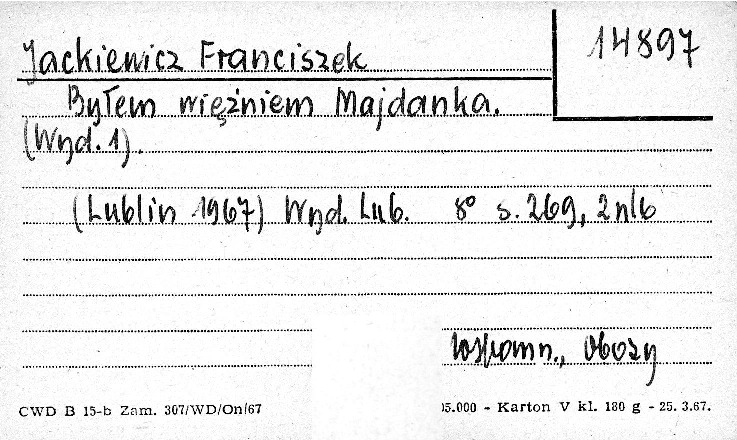 Jackiewicz Franciszek
14897
Byłem więźniem Majdanka.
(Wyd. 1).
(Lublin 1967) Wyd. Lub. 8° s. 269, 2 nlb
wspomn., obozy
CWD B 15-b Zam. 307/WD/On/67
05.000 - Karton V kl. 180 g - 25. 3.67.